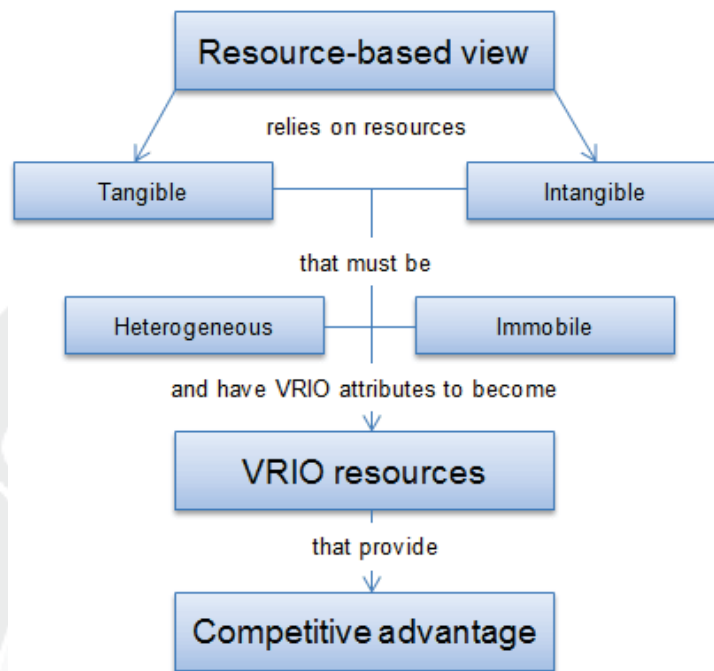 Resource-based view
relies on resources
Tangible
Intangible
that must be
Heterogeneous
Immobile
and have VRIO attributes to become
VRIO resources
that provide
Competitive advantage